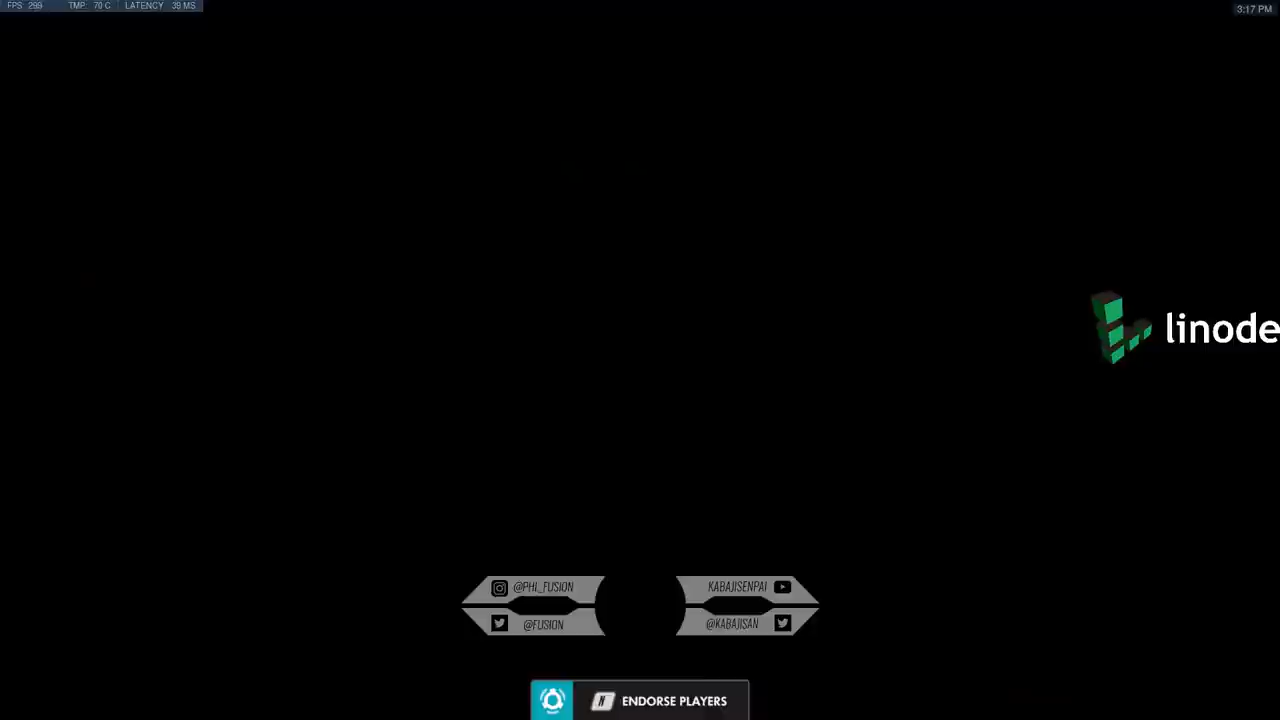 FPS 299 TMP: 70 C LATENCY 39 MS
3:17 PM
linode
@PHI_FUSION KABAJISENPAI
@FUSION @KABAJISAN
N ENDORSE PLAYERS